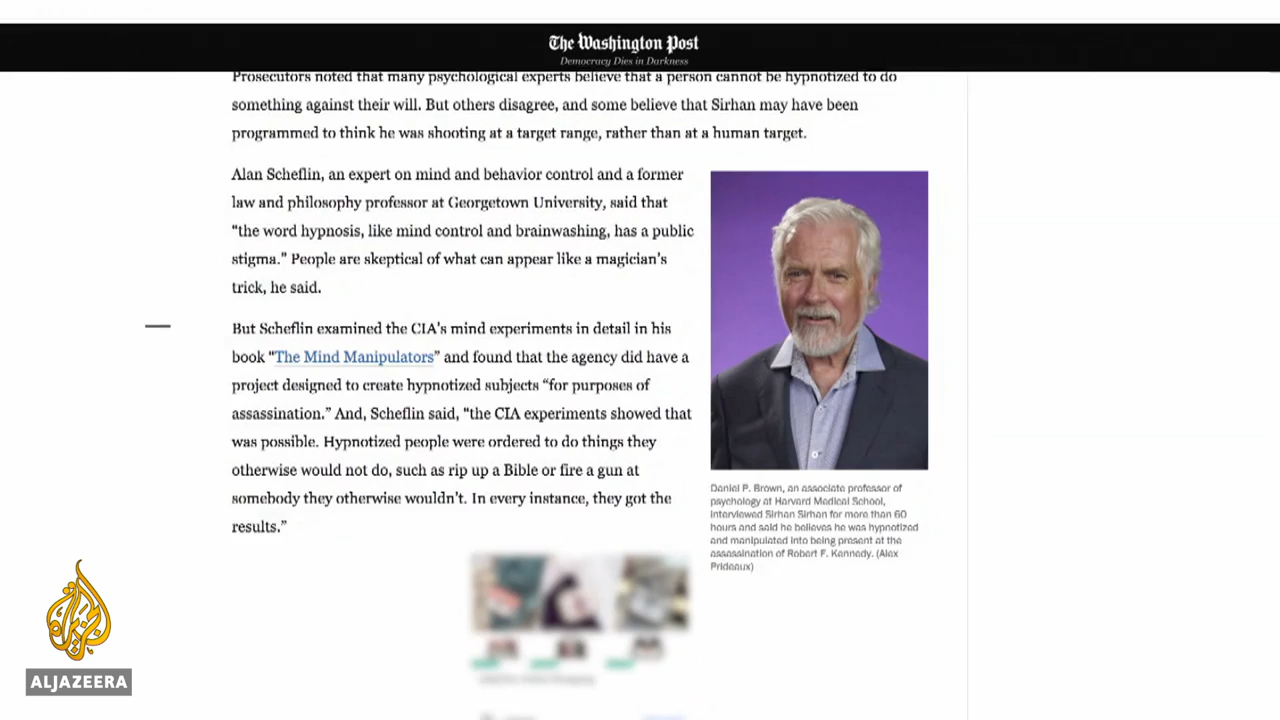 The Washington Post
Democracy Dies in Darkness
Prosecutors noted that many psychological experts believe that a person cannot be hypnotized to do
something against their will. But others disagree, and some believe that Sirhan may have been
programmed to think he was shooting at a target range, rather than at a human target.
Alan Scheflin, an expert on mind and behavior control and a former
law and philosophy professor at Georgetown University, said that
"the word hypnosis, like mind control and brainwashing, has a public
stigma." People are skeptical of what can appear like a magician's
trick, he said.
But Scheflin examined the CIA's mind experiments in detail in his
book "The Mind Manipulators" and found that the agency did have a
project designed to create hypnotized subjects "for purposes of
assassination." And, Scheflin said, "the CIA experiments showed that
was possible. Hypnotized people were ordered to do things they
otherwise would not do, such as rip up a Bible or fire a gun at
somebody they otherwise wouldn't. In every instance, they got the
results."
Daniel P. Brown, an associate professor of
psychology at Harvard Medical School,
interviewed Sirhan Sirhan for more than 60
hours and said he believes he was hypnotized
and manipulated into being present at the
assassination of Robert F. Kennedy. (Alex
Prideaux)
ALJAZEERA